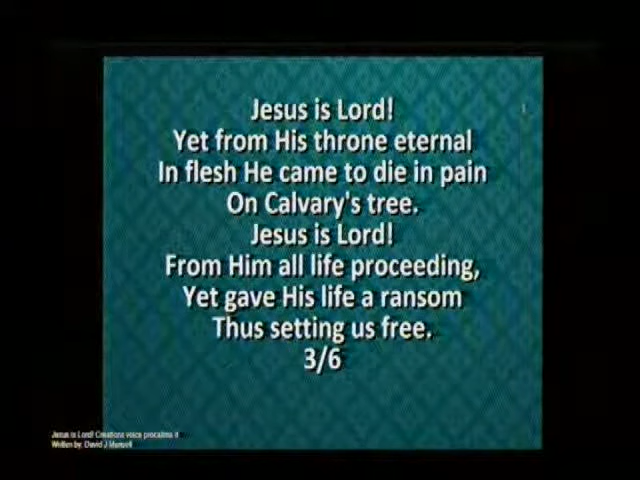 Jesus is Lord!
Yet from His throne eternal
In flesh He came to die in pain
On Calvary's tree.
Jesus is Lord!
From Him all life proceeding,
Yet gave His life a ransom
Thus setting us free.
3/6
Jesus is Lord! Creations voice procalims it
Written by: David J Mansell